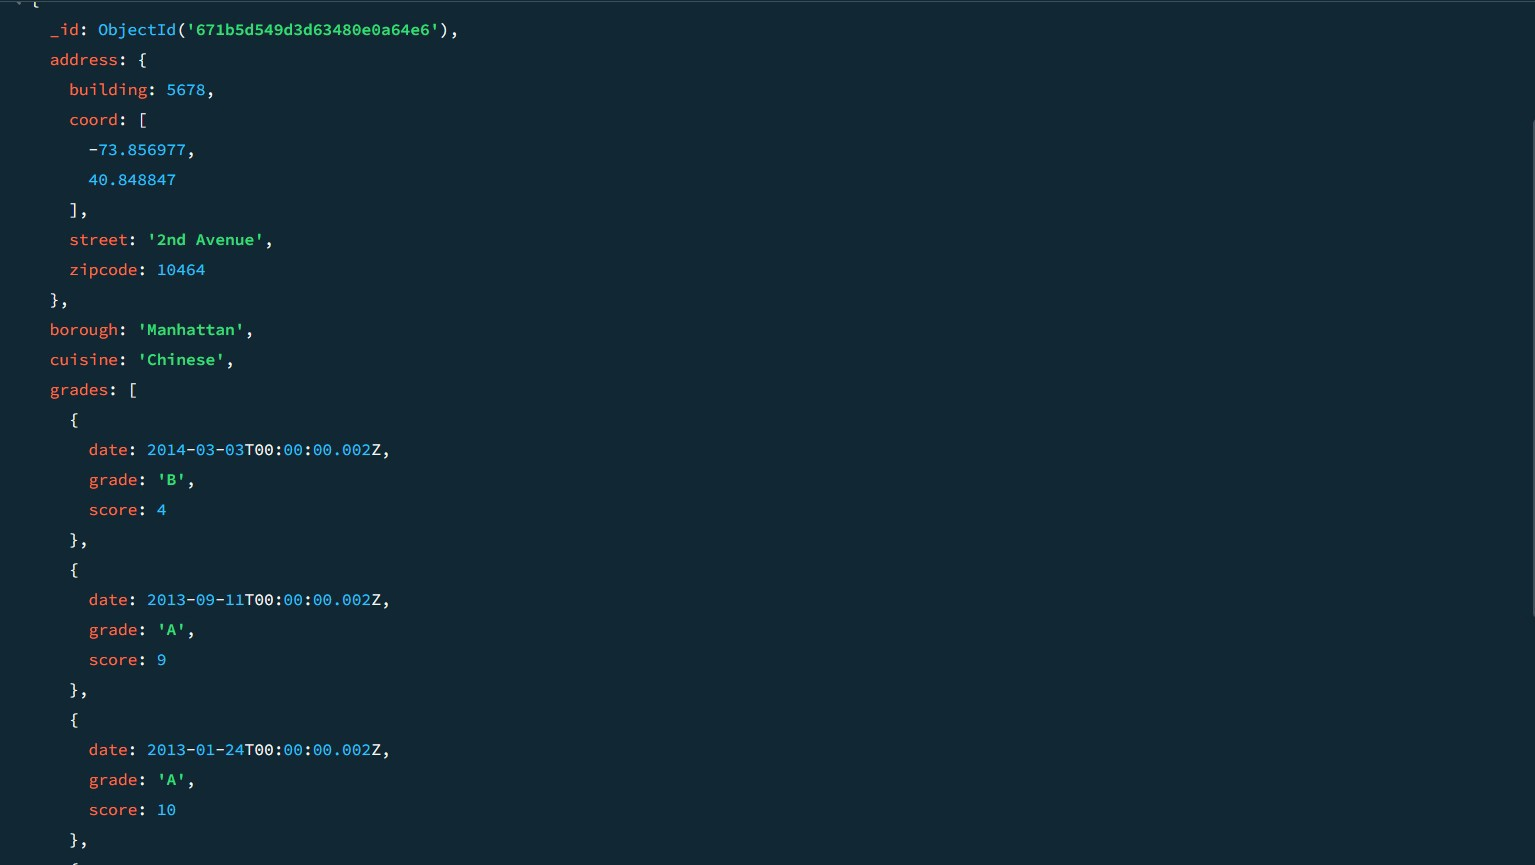 _id: ObjectId('671b5d549d3d63480e0a64e6'),
address: {
building: 5678,
coord: [
-73.856977,
40.848847
],
street: '2nd Avenue',
zipcode: 10464
},
borough: 'Manhattan',
cuisine: 'Chinese',
grades: [
{
date: 2014-03-03T00:00:00.002Z,
grade: 'B',
score: 4
},
{
date: 2013-09-11T00:00:00.002Z,
grade: 'A',
score: 9
},
{
date: 2013-01-24T00:00:00.002Z,
grade: 'A',
score: 10
},